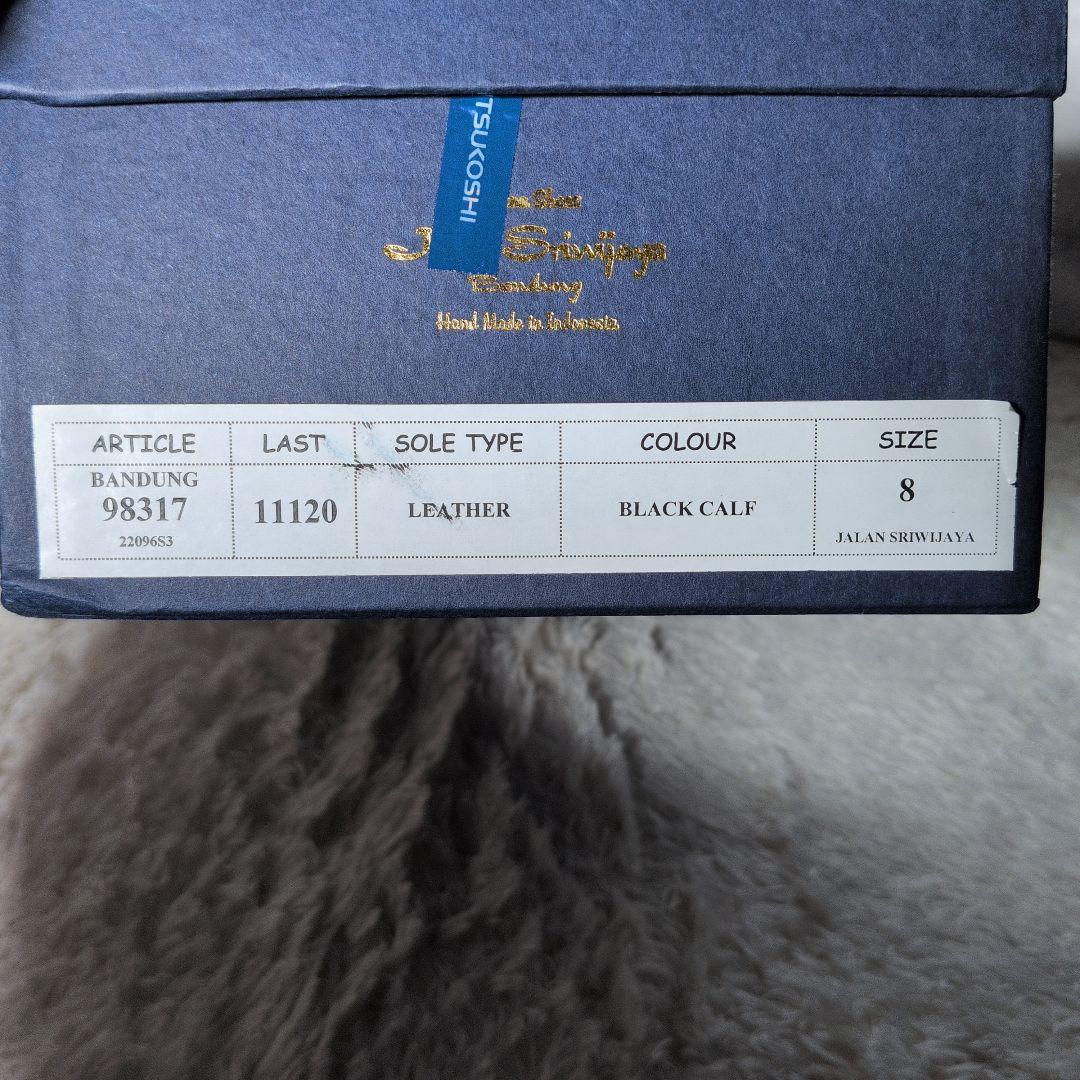 TSUKOSHI
Shoes
Sriwijaya
Bandung
Hand Made in Indonesia
ARTICLE LAST SOLE TYPE COLOUR SIZE
BANDUNG
98317 11120 LEATHER BLACK CALF 8
22096S3 JALAN SRIWIJAYA